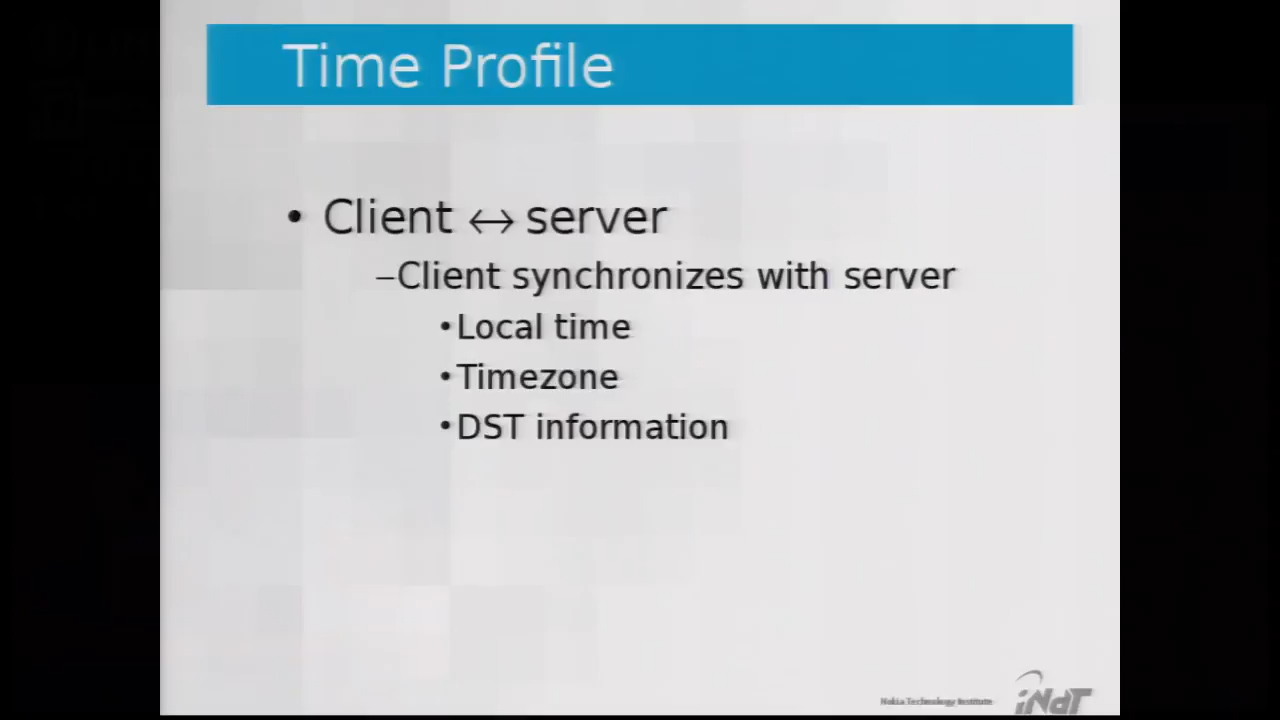 Time Profile
• Client ↔ server
–Client synchronizes with server
•Local time
•Timezone
•DST information
Nokia Technology Institute
iNdT